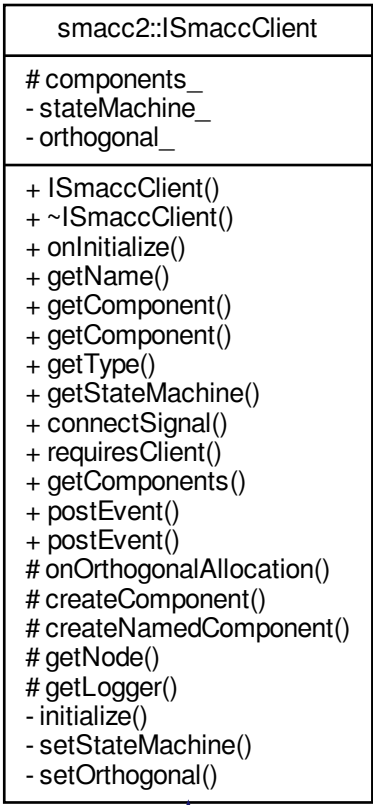 smacc2::ISmaccClient
# components_
- stateMachine_
- orthogonal_
+ ISmaccClient()
+ ~ISmaccClient()
+ onInitialize()
+ getName()
+ getComponent()
+ getComponent()
+ getType()
+ getStateMachine()
+ connectSignal()
+ requiresClient()
+ getComponents()
+ postEvent()
+ postEvent()
# onOrthogonalAllocation()
# createComponent()
# createNamedComponent()
# getNode()
# getLogger()
- initialize()
- setStateMachine()
- setOrthogonal()